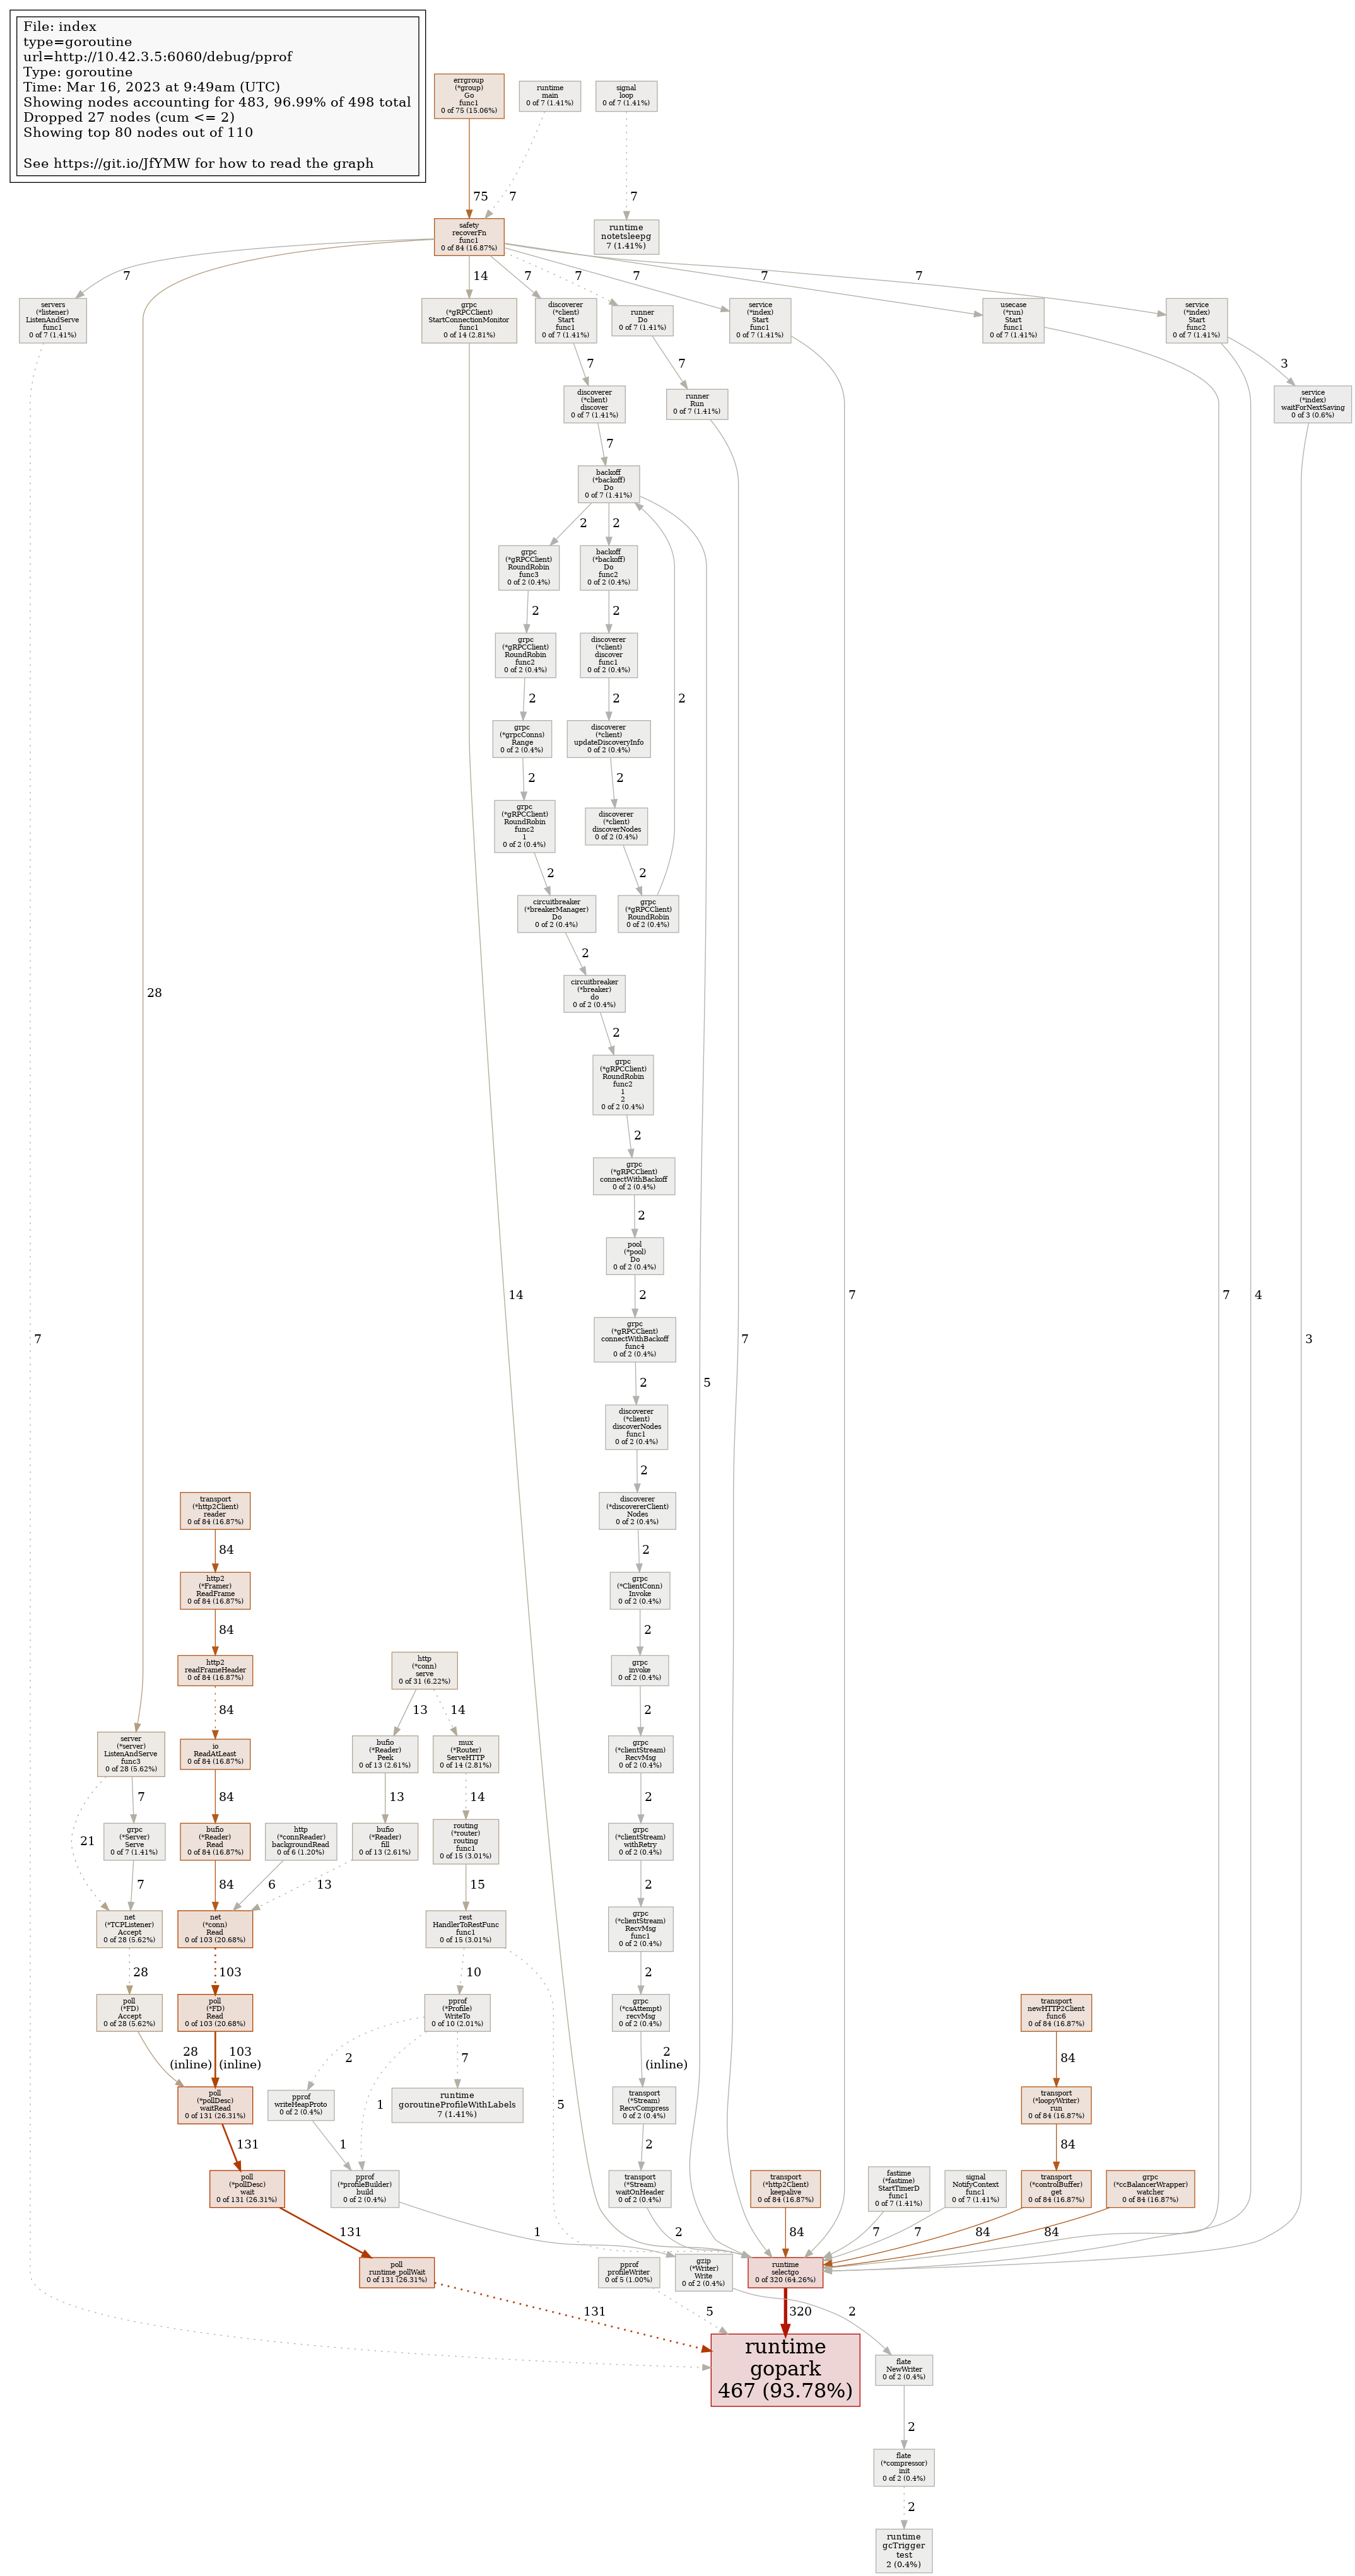 File: index
type=goroutine
url=http://10.42.3.5:6060/debug/pprof
Type: goroutine
Time: Mar 16, 2023 at 9:49am (UTC)
Showing nodes accounting for 483, 96.99% of 498 total
Dropped 27 nodes (cum <= 2)
Showing top 80 nodes out of 110
See https://git.io/JfYMW for how to read the graph
errgroup
(*group)
Go
func1
0 of 75 (15.06%)
runtime
main
0 of 7 (1.41%)
signal
loop
0 of 7 (1.41%)
75
7
7
safety
recoverFn
func1
0 of 84 (16.87%)
runtime
notetsleepg
7 (1.41%)
7
14
7
7
7
7
7
servers
(*listener)
ListenAndServe
func1
0 of 7 (1.41%)
grpc
(*gRPCClient)
StartConnectionMonitor
func1
0 of 14 (2.81%)
discoverer
(*client)
Start
func1
0 of 7 (1.41%)
runner
Do
0 of 7 (1.41%)
service
(*index)
Start
func1
0 of 7 (1.41%)
usecase
(*run)
Start
func1
0 of 7 (1.41%)
service
(*index)
Start
func2
0 of 7 (1.41%)
7
7
3
discoverer
(*client)
discover
0 of 7 (1.41%)
runner
Run
0 of 7 (1.41%)
service
(*index)
waitForNextSaving
0 of 3 (0.6%)
7
backoff
(*backoff)
Do
0 of 7 (1.41%)
2
2
grpc
(*gRPCClient)
RoundRobin
func3
0 of 2 (0.4%)
backoff
(*backoff)
Do
func2
0 of 2 (0.4%)
2
2
grpc
(*gRPCClient)
RoundRobin
func2
0 of 2 (0.4%)
discoverer
(*client)
discover
func1
0 of 2 (0.4%)
2
2
2
grpc
(*grpcConns)
Range
0 of 2 (0.4%)
discoverer
(*client)
updateDiscoveryInfo
0 of 2 (0.4%)
2
2
grpc
(*gRPCClient)
RoundRobin
func2
1
0 of 2 (0.4%)
discoverer
(*client)
discoverNodes
0 of 2 (0.4%)
2
2
circuitbreaker
(*breakerManager)
Do
0 of 2 (0.4%)
grpc
(*gRPCClient)
RoundRobin
0 of 2 (0.4%)
2
circuitbreaker
(*breaker)
do
0 of 2 (0.4%)
28
2
grpc
(*gRPCClient)
RoundRobin
func2
1
2
0 of 2 (0.4%)
2
grpc
(*gRPCClient)
connectWithBackoff
0 of 2 (0.4%)
2
pool
(*pool)
Do
0 of 2 (0.4%)
14
2
7
7
4
grpc
(*gRPCClient)
connectWithBackoff
func4
0 of 2 (0.4%)
7
7
3
2
5
discoverer
(*client)
discoverNodes
func1
0 of 2 (0.4%)
2
transport
(*http2Client)
reader
0 of 84 (16.87%)
discoverer
(*discovererClient)
Nodes
0 of 2 (0.4%)
84
2
http2
(*Framer)
ReadFrame
0 of 84 (16.87%)
grpc
(*ClientConn)
Invoke
0 of 2 (0.4%)
84
2
http2
readFrameHeader
0 of 84 (16.87%)
http
(*conn)
serve
0 of 31 (6.22%)
grpc
invoke
0 of 2 (0.4%)
84
13
14
2
server
(*server)
ListenAndServe
func3
0 of 28 (5.62%)
io
ReadAtLeast
0 of 84 (16.87%)
bufio
(*Reader)
Peek
0 of 13 (2.61%)
mux
(*Router)
ServeHTTP
0 of 14 (2.81%)
grpc
(*clientStream)
RecvMsg
0 of 2 (0.4%)
7
84
13
14
2
21
grpc
(*Server)
Serve
0 of 7 (1.41%)
bufio
(*Reader)
Read
0 of 84 (16.87%)
http
(*connReader)
backgroundRead
0 of 6 (1.20%)
bufio
(*Reader)
fill
0 of 13 (2.61%)
routing
(*router)
routing
func1
0 of 15 (3.01%)
grpc
(*clientStream)
withRetry
0 of 2 (0.4%)
7
84
6
13
15
2
net
(*TCPListener)
Accept
0 of 28 (5.62%)
net
(*conn)
Read
0 of 103 (20.68%)
rest
HandlerToRestFunc
func1
0 of 15 (3.01%)
grpc
(*clientStream)
RecvMsg
func1
0 of 2 (0.4%)
28
103
10
2
poll
(*FD)
Accept
0 of 28 (5.62%)
poll
(*FD)
Read
0 of 103 (20.68%)
pprof
(*Profile)
WriteTo
0 of 10 (2.01%)
grpc
(*csAttempt)
recvMsg
0 of 2 (0.4%)
transport
newHTTP2Client
func6
0 of 84 (16.87%)
28
(inline)
103
(inline)
2
7
2
(inline)
84
poll
(*pollDesc)
waitRead
0 of 131 (26.31%)
pprof
writeHeapProto
0 of 2 (0.4%)
1
runtime
goroutineProfileWithLabels
7 (1.41%)
5
transport
(*Stream)
RecvCompress
0 of 2 (0.4%)
transport
(*loopyWriter)
run
0 of 84 (16.87%)
131
1
2
84
poll
(*pollDesc)
wait
0 of 131 (26.31%)
pprof
(*profileBuilder)
build
0 of 2 (0.4%)
transport
(*Stream)
waitOnHeader
0 of 2 (0.4%)
transport
(*http2Client)
keepalive
0 of 84 (16.87%)
fastime
(*fastime)
StartTimerD
func1
0 of 7 (1.41%)
signal
NotifyContext
func1
0 of 7 (1.41%)
transport
(*controlBuffer)
get
0 of 84 (16.87%)
grpc
(*ccBalancerWrapper)
watcher
0 of 84 (16.87%)
131
1
2
84
7
7
84
84
poll
runtime_pollWait
0 of 131 (26.31%)
pprof
profileWriter
0 of 5 (1.00%)
gzip
(*Writer)
Write
0 of 2 (0.4%)
runtime
selectgo
0 of 320 (64.26%)
131
5
320
2
runtime
gopark
467 (93.78%)
flate
NewWriter
0 of 2 (0.4%)
2
flate
(*compressor)
init
0 of 2 (0.4%)
2
runtime
gcTrigger
test
2 (0.4%)